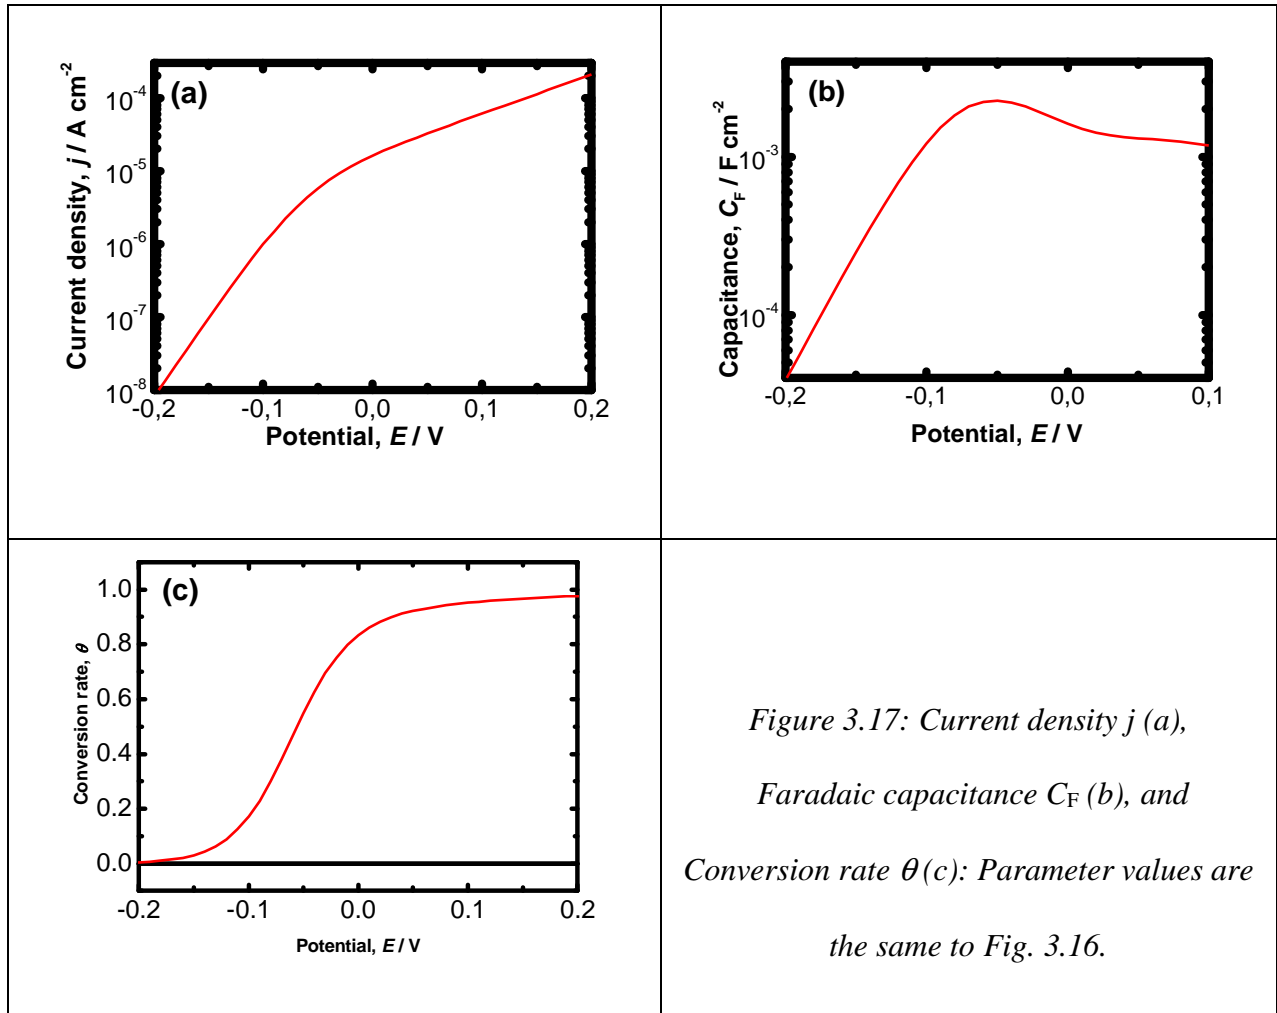 (a)
Current density, j / A cm-2
10-4
10-5
10-6
10-7
10-8
-0,2
-0,1
0,0
0,1
0,2
Potential, E / V
(b)
Capacitance, CF / F cm-2
10-3
10-4
-0,2
-0,1
0,0
0,1
Potential, E / V
(c)
Conversion rate, θ
1.0
0.8
0.6
0.4
0.2
0.0
-0.2
-0.1
0.0
0.1
0.2
Potential, E / V
Figure 3.17: Current density j (a),
Faradaic capacitance CF (b), and
Conversion rate θ (c): Parameter values are
the same to Fig. 3.16.